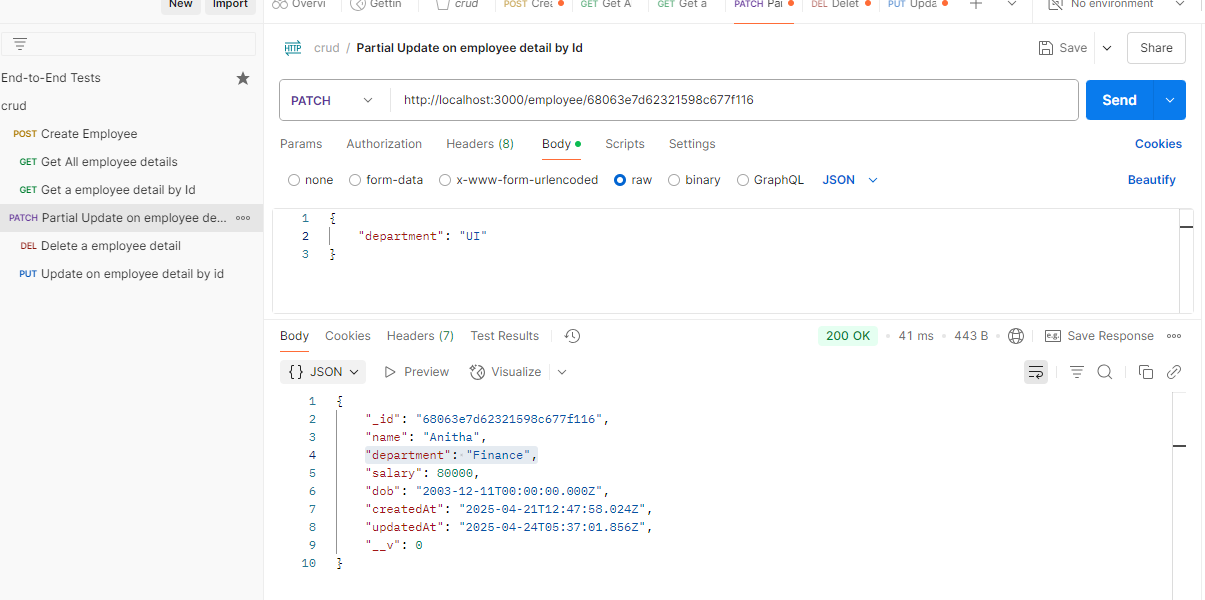 New Import Overvi Gettin crud POST Cre GET Get A GET Get a PATCH Par DEL Delet PUT Upda No environment
HTTP crud / Partial Update on employee detail by Id Save Share
End-to-End Tests
crud
POST Create Employee
GET Get All employee details
GET Get a employee detail by Id
PATCH Partial Update on employee de...
DEL Delete a employee detail
PUT Update on employee detail by id
PATCH http://localhost:3000/employee/68063e7d62321598c677f116 Send
Params Authorization Headers (8) Body Scripts Settings Cookies
none form-data x-www-form-urlencoded raw binary GraphQL JSON Beautify
1 {
2 "department": "UI"
3 }
Body Cookies Headers (7) Test Results 200 OK • 41 ms • 443 B • e.g. Save Response
{} JSON Preview Visualize
1 {
2 "_id": "68063e7d62321598c677f116",
3 "name": "Anitha",
4 "department": "Finance",
5 "salary": 80000,
6 "dob": "2003-12-11T00:00:00.000Z",
7 "createdAt": "2025-04-21T12:47:58.024Z",
8 "updatedAt": "2025-04-24T05:37:01.856Z",
9 "__v": 0
10 }